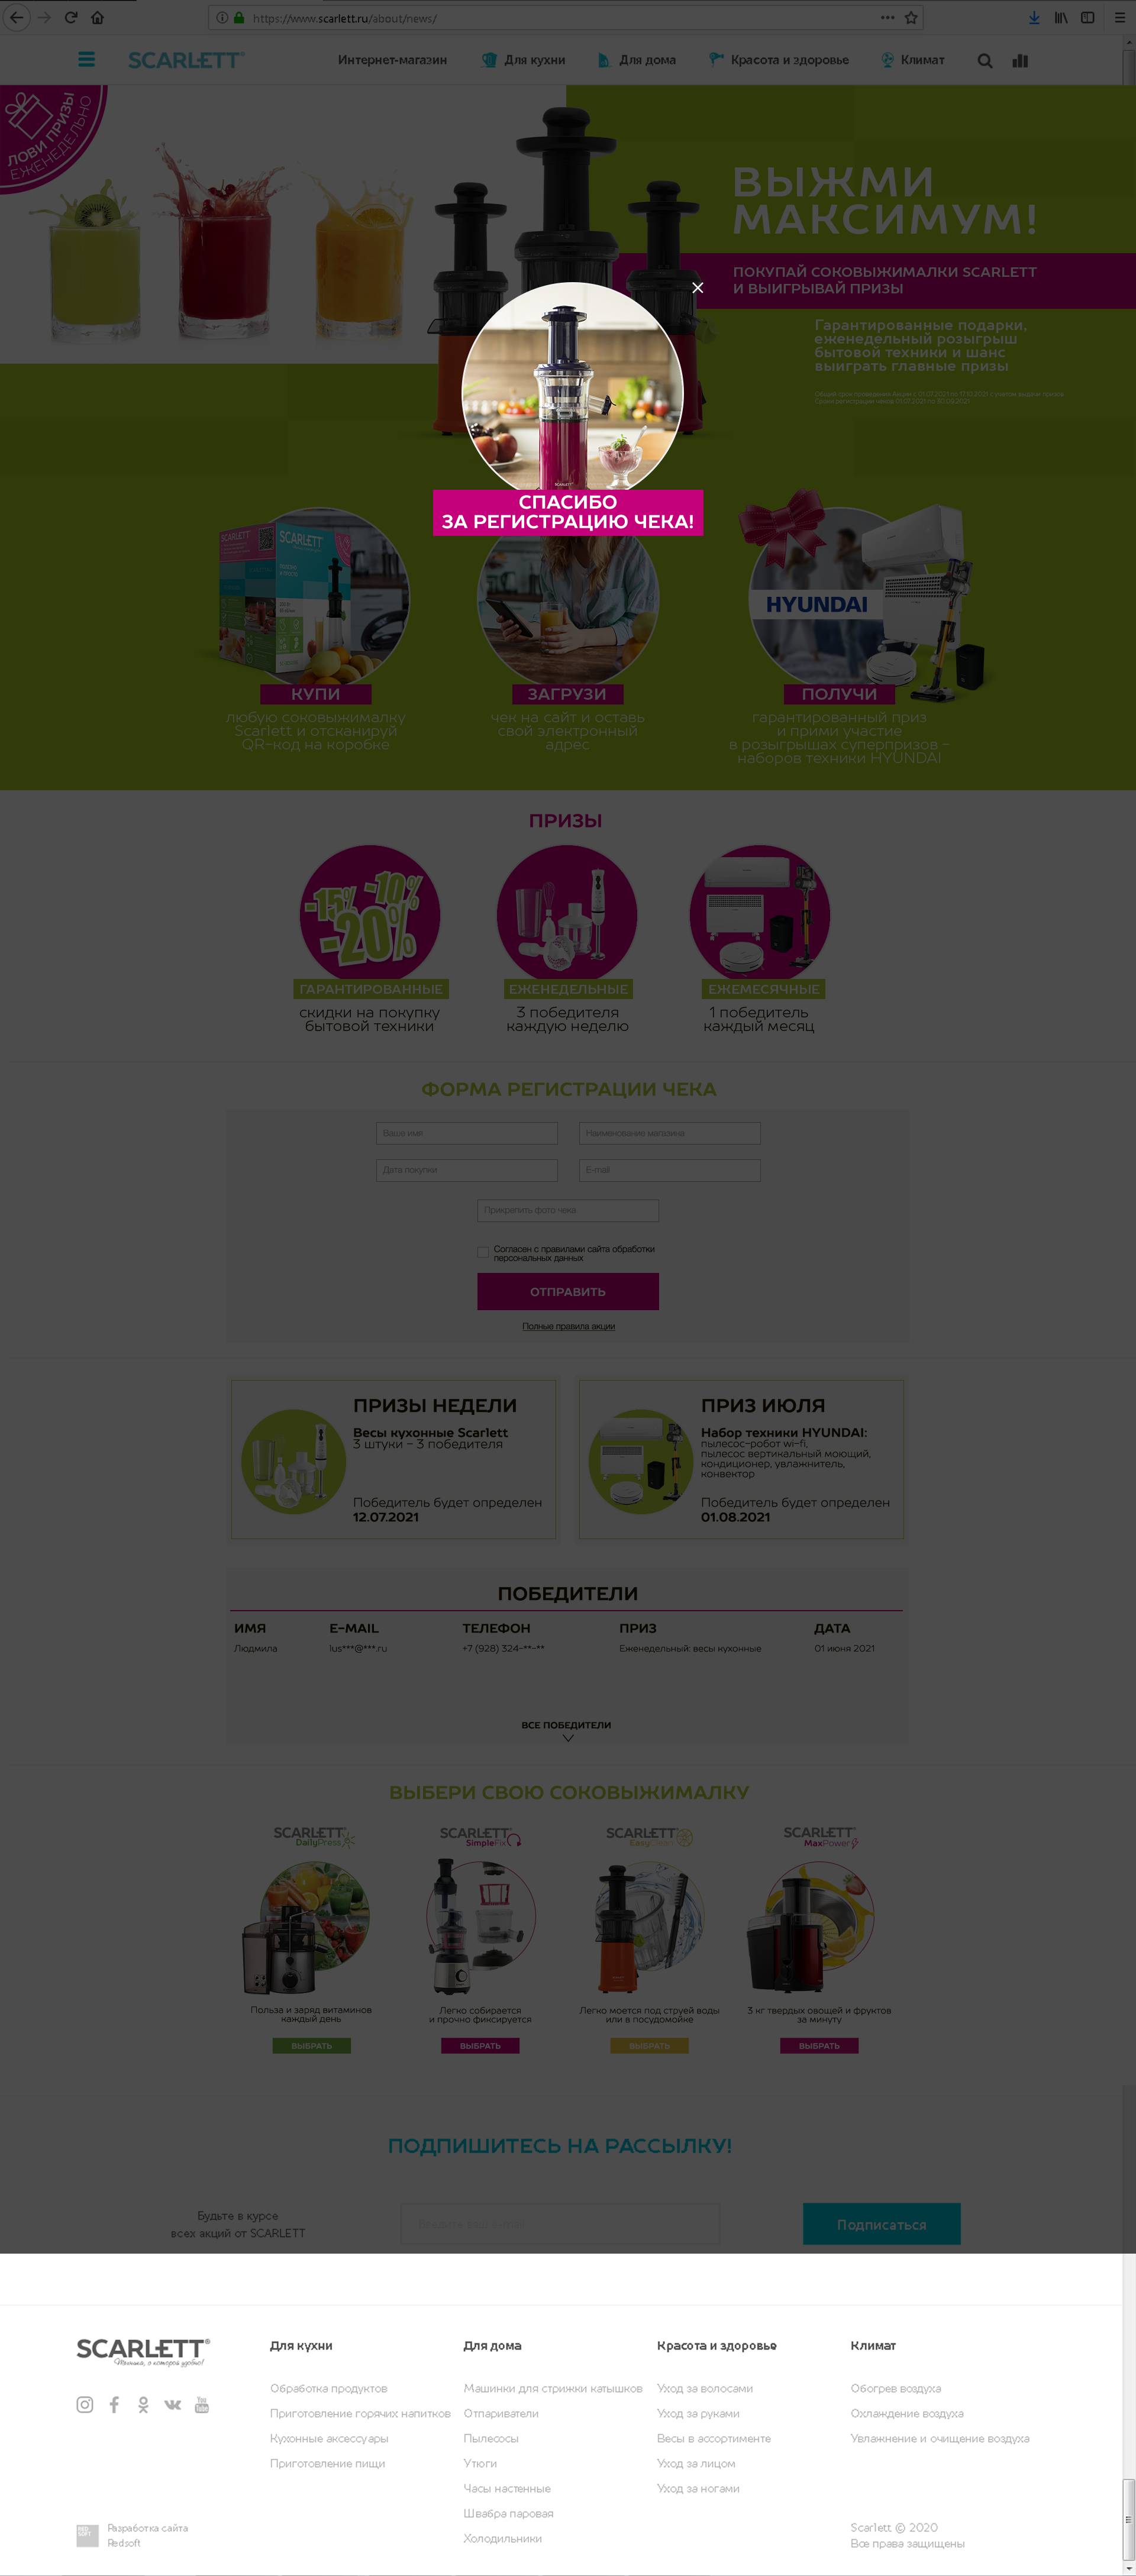 https://www.scarlett.ru/about/news/
SCARLETT®
Интернет-магазин
Для кухни
Для дома
Красота и здоровье
Климат
ЛОВИ ПРИЗЫ
ЕЖЕНЕДЕЛЬНО
ВЫЖМИ
МАКСИМУМ!
ПОКУПАЙ СОКОВЫЖИМАЛКИ SCARLETT
И ВЫИГРЫВАЙ ПРИЗЫ
Гарантированные подарки,
еженедельный розыгрыш
бытовой техники и шанс
выиграть главные призы
SCARLETT
СПАСИБО
ЗА РЕГИСТРАЦИЮ ЧЕКА!
SCARLETT
SCARLETT
HYUNDAI
КУПИ
любую соковыжималку
Scarlett и отсканируй
QR-код на коробке
ЗАГРУЗИ
чек на сайт и оставь
свой электронный
адрес
ПОЛУЧИ
гарантированный приз
и прими участие
в розыгрышах суперпризов -
наборов техники HYUNDAI
ПРИЗЫ
-15% -10%
-20%
ГАРАНТИРОВАННЫЕ
скидки на покупку
бытовой техники
ЕЖЕНЕДЕЛЬНЫЕ
3 победителя
каждую неделю
ЕЖЕМЕСЯЧНЫЕ
1 победитель
каждый месяц
ФОРМА РЕГИСТРАЦИИ ЧЕКА
Ваше имя
Наименование магазина
Дата покупки
E-mail
Прикрепить фото чека
Согласен с правилами сайта обработки
персональных данных
ОТПРАВИТЬ
Полные правила акции
ПРИЗЫ НЕДЕЛИ
Весы кухонные Scarlett
3 штуки - 3 победителя
Победитель будет определен
12.07.2021
ПРИЗ ИЮЛЯ
Набор техники HYUNDAI:
пылесос-робот wi-fi,
пылесос вертикальный моющий,
кондиционер, увлажнитель,
конвектор
Победитель будет определен
01.08.2021
ПОБЕДИТЕЛИ
ИМЯ E-MAIL ТЕЛЕФОН ПРИЗ ДАТА
Людмила lus***@***.ru +7 (928) 324-**-** Еженедельный: весы кухонные 01 июня 2021
ВСЕ ПОБЕДИТЕЛИ
ВЫБЕРИ СВОЮ СОКОВЫЖИМАЛКУ
SCARLETT
DailyPress
Польза и заряд витаминов
каждый день
ВЫБРАТЬ
SCARLETT
SimpleFix
Легко собирается
и прочно фиксируется
ВЫБРАТЬ
SCARLETT
EasyClean
Легко моется под струей воды
или в посудомойке
ВЫБРАТЬ
SCARLETT
MaxPower
3 кг твердых овощей и фруктов
за минуту
ВЫБРАТЬ
ПОДПИШИТЕСЬ НА РАССЫЛКУ!
Будьте в курсе
всех акций от SCARLETT
Подписаться
SCARLETT®
Техника, с которой удобно!
You
Tube
RED
SOFT
Разработка сайта
Redsoft
Для кухни
Обработка продуктов
Приготовление горячих напитков
Кухонные аксессуары
Приготовление пищи
Для дома
Машинки для стрижки катышков
Отпариватели
Пылесосы
Утюги
Часы настенные
Швабра паровая
Холодильники
Красота и здоровье
Уход за волосами
Уход за руками
Весы в ассортименте
Уход за лицом
Уход за ногами
Климат
Обогрев воздуха
Охлаждение воздуха
Увлажнение и очищение воздуха
Scarlett © 2020
Все права защищены